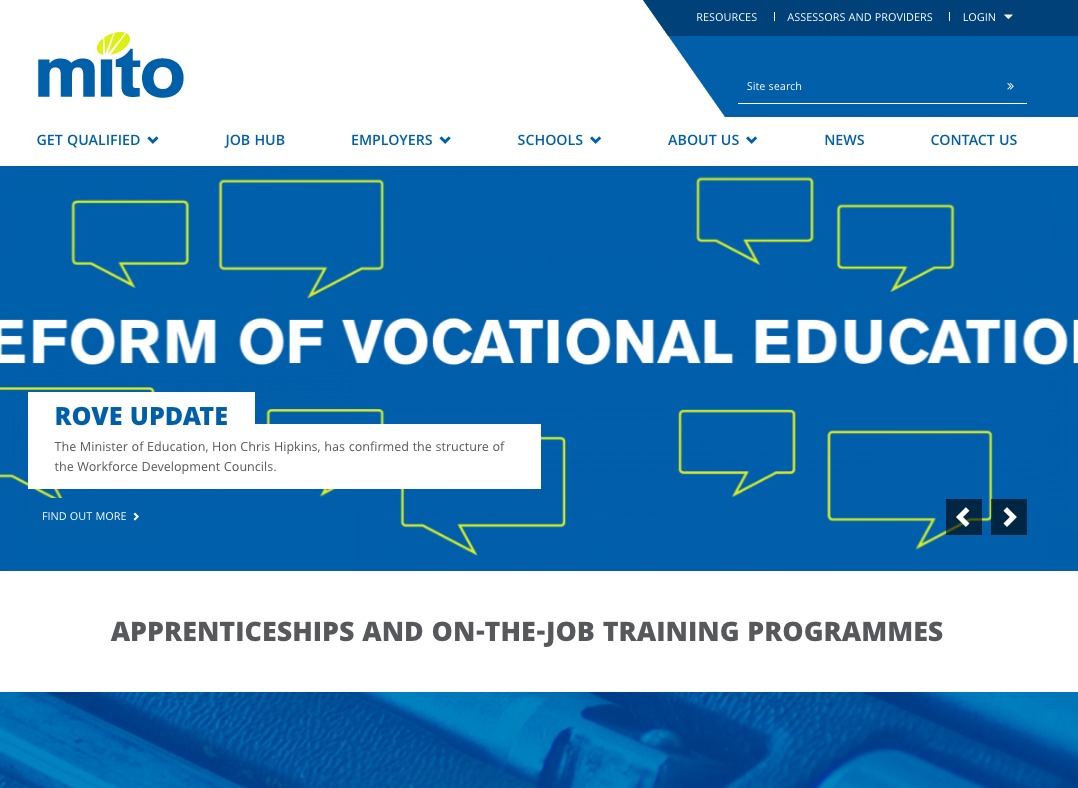 RESOURCES | ASSESSORS AND PROVIDERS | LOGIN
mito
Site search »
GET QUALIFIED JOB HUB EMPLOYERS SCHOOLS ABOUT US NEWS CONTACT US
EFORM OF VOCATIONAL EDUCATIO
ROVE UPDATE
The Minister of Education, Hon Chris Hipkins, has confirmed the structure of
the Workforce Development Councils.
FIND OUT MORE
APPRENTICESHIPS AND ON-THE-JOB TRAINING PROGRAMMES